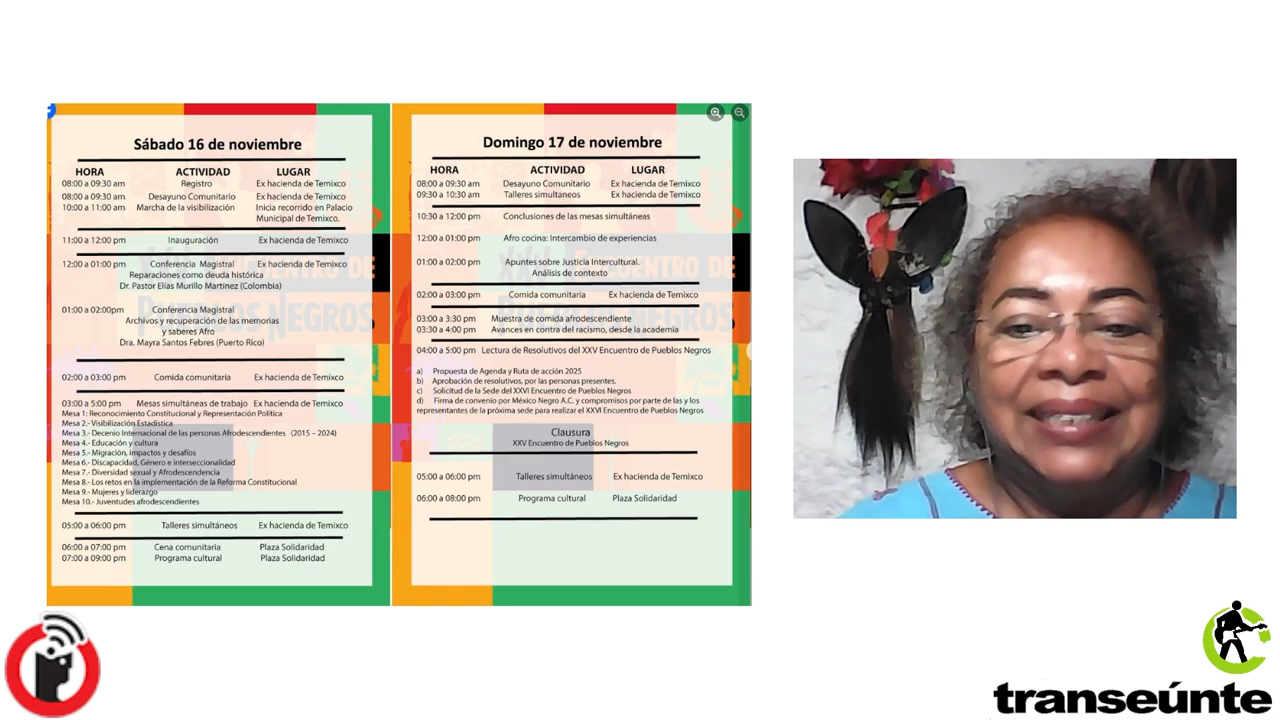 Sábado 16 de noviembre
HORA ACTIVIDAD LUGAR
08:00 a 09:30 am Registro Ex hacienda de Temixco
08:00 a 09:30 am Desayuno Comunitario Ex hacienda de Temixco
10:00 a 11:00 am Marcha de la visibilización Inicia recorrido en Palacio
Municipal de Temixco.
11:00 a 12:00 pm Inauguración Ex hacienda de Temixco
12:00 a 01:00 pm Conferencia Magistral Ex hacienda de Temixco
Reparaciones como deuda histórica
Dr. Pastor Elías Murillo Martínez (Colombia)
01:00 a 02:00pm Conferencia Magistral
Archivos y recuperación de las memorias
y saberes Afro
Dra. Mayra Santos Febres (Puerto Rico)
02:00 a 03:00 pm Comida comunitaria Ex hacienda de Temixco
03:00 a 5:00 pm Mesas simultáneas de trabajo Ex hacienda de Temixco
Mesa 1: Reconocimiento Constitucional y Representación Política
Mesa 2.- Visibilización Estadística
Mesa 3.- Decenio Internacional de las personas Afrodescendientes (2015 – 2024)
Mesa 4.- Educación y cultura
Mesa 5.- Migración, impactos y desafíos
Mesa 6.- Discapacidad, Género e interseccionalidad
Mesa 7.- Diversidad sexual y Afrodescendencia
Mesa 8.- Los retos en la implementación de la Reforma Constitucional
Mesa 9.- Mujeres y liderazgo
Mesa 10.- Juventudes afrodescendientes
05:00 a 06:00 pm Talleres simultáneos Ex hacienda de Temixco
06:00 a 07:00 pm Cena comunitaria Plaza Solidaridad
07:00 a 09:00 pm Programa cultural Plaza Solidaridad
Domingo 17 de noviembre
HORA ACTIVIDAD LUGAR
08:00 a 09:30 am Desayuno Comunitario Ex hacienda de Temixco
09:30 a 10:30 am Talleres simultaneos Ex hacienda de Temixco
10:30 a 12:00 pm Conclusiones de las mesas simultáneas
12:00 a 01:00 pm Afro cocina: Intercambio de experiencias
01:00 a 02:00 pm Apuntes sobre Justicia Intercultural.
Análisis de contexto
02:00 a 03:00 pm Comida comunitaria Ex hacienda de Temixco
03:00 a 3:30 pm Muestra de comida afrodescendiente
03:30 a 4:00 pm Avances en contra del racismo, desde la academia
04:00 a 5:00 pm Lectura de Resolutivos del XXV Encuentro de Pueblos Negros
a) Propuesta de Agenda y Ruta de acción 2025
b) Aprobación de resolutivos, por las personas presentes.
c) Solicitud de la Sede del XXVI Encuentro de Pueblos Negros
d) Firma de convenio por México Negro A.C. y compromisos por parte de las y los
representantes de la próxima sede para realizar el XXVI Encuentro de Pueblos Negros
Clausura
XXV Encuentro de Pueblos Negros
05:00 a 06:00 pm Talleres simultáneos Ex hacienda de Temixco
06:00 a 08:00 pm Programa cultural Plaza Solidaridad
transeúnte